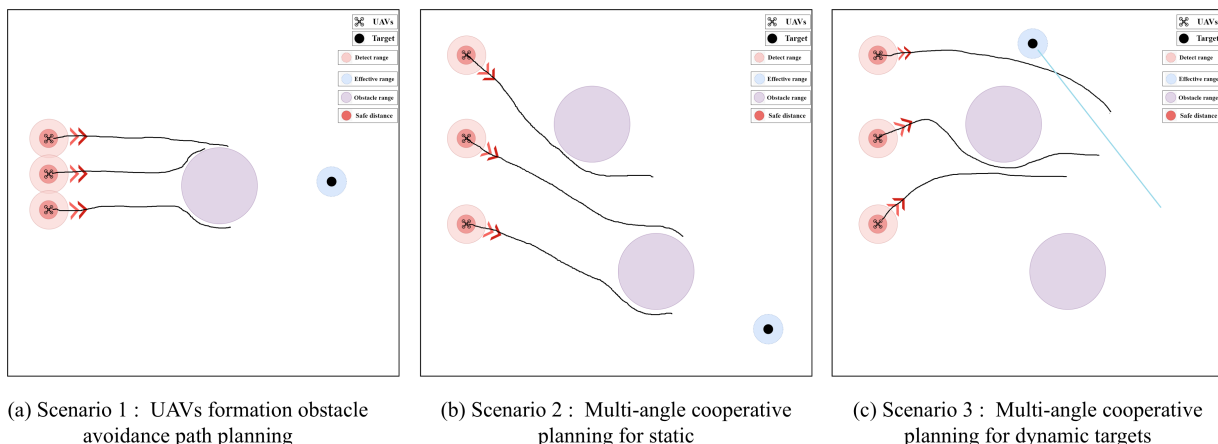 UAVs
Target
Detect range
Effective range
Obstacle range
Safe distance
UAVs
Target
Detect range
Effective range
Obstacle range
Safe distance
UAVs
Target
Detect range
Effective range
Obstacle range
Safe distance
(a) Scenario 1 : UAVs formation obstacle
avoidance path planning
(b) Scenario 2 : Multi-angle cooperative
planning for static
(c) Scenario 3 : Multi-angle cooperative
planning for dynamic targets